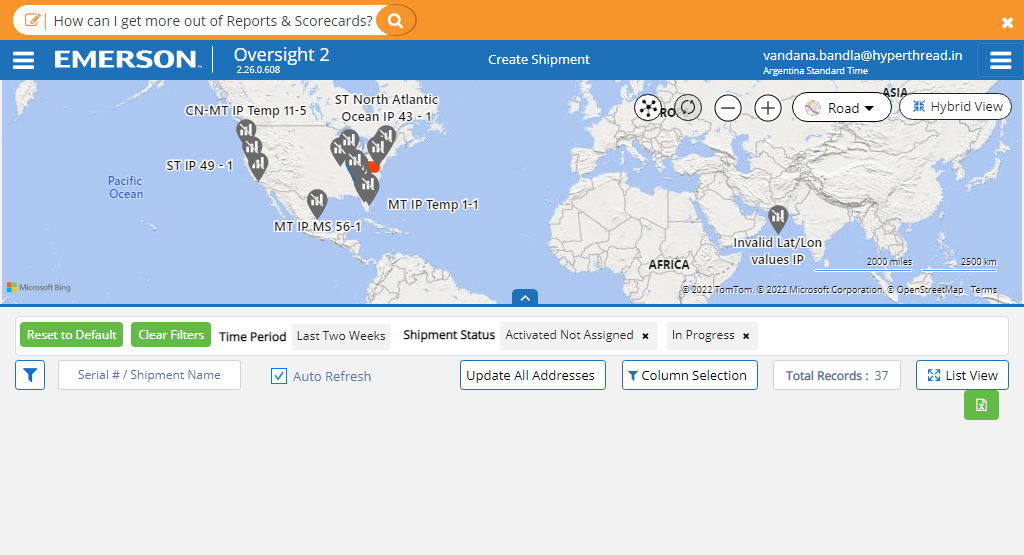 How can I get more out of Reports & Scorecards?
EMERSON
Oversight 2
2.26.0.608
Create Shipment
vandana.bandla@hyperthread.in
Argentina Standard Time
CN-MT IP Temp 11-5
ST North Atlantic
Ocean IP 43 - 1
ST IP 49 - 1
Pacific
Ocean
MT IP Temp 1-1
MT IP MS 56-1
ASIA
Road
Hybrid View
Invalid Lat/Lon
values IP
AFRICA
2000 miles
2500 km
Microsoft Bing
© 2022 TomTom, © 2022 Microsoft Corporation, © OpenStreetMap Terms
Reset to Default
Clear Filters
Time Period
Last Two Weeks
Shipment Status
Activated Not Assigned ×
In Progress ×
Serial # / Shipment Name
Auto Refresh
Update All Addresses
Column Selection
Total Records : 37
List View